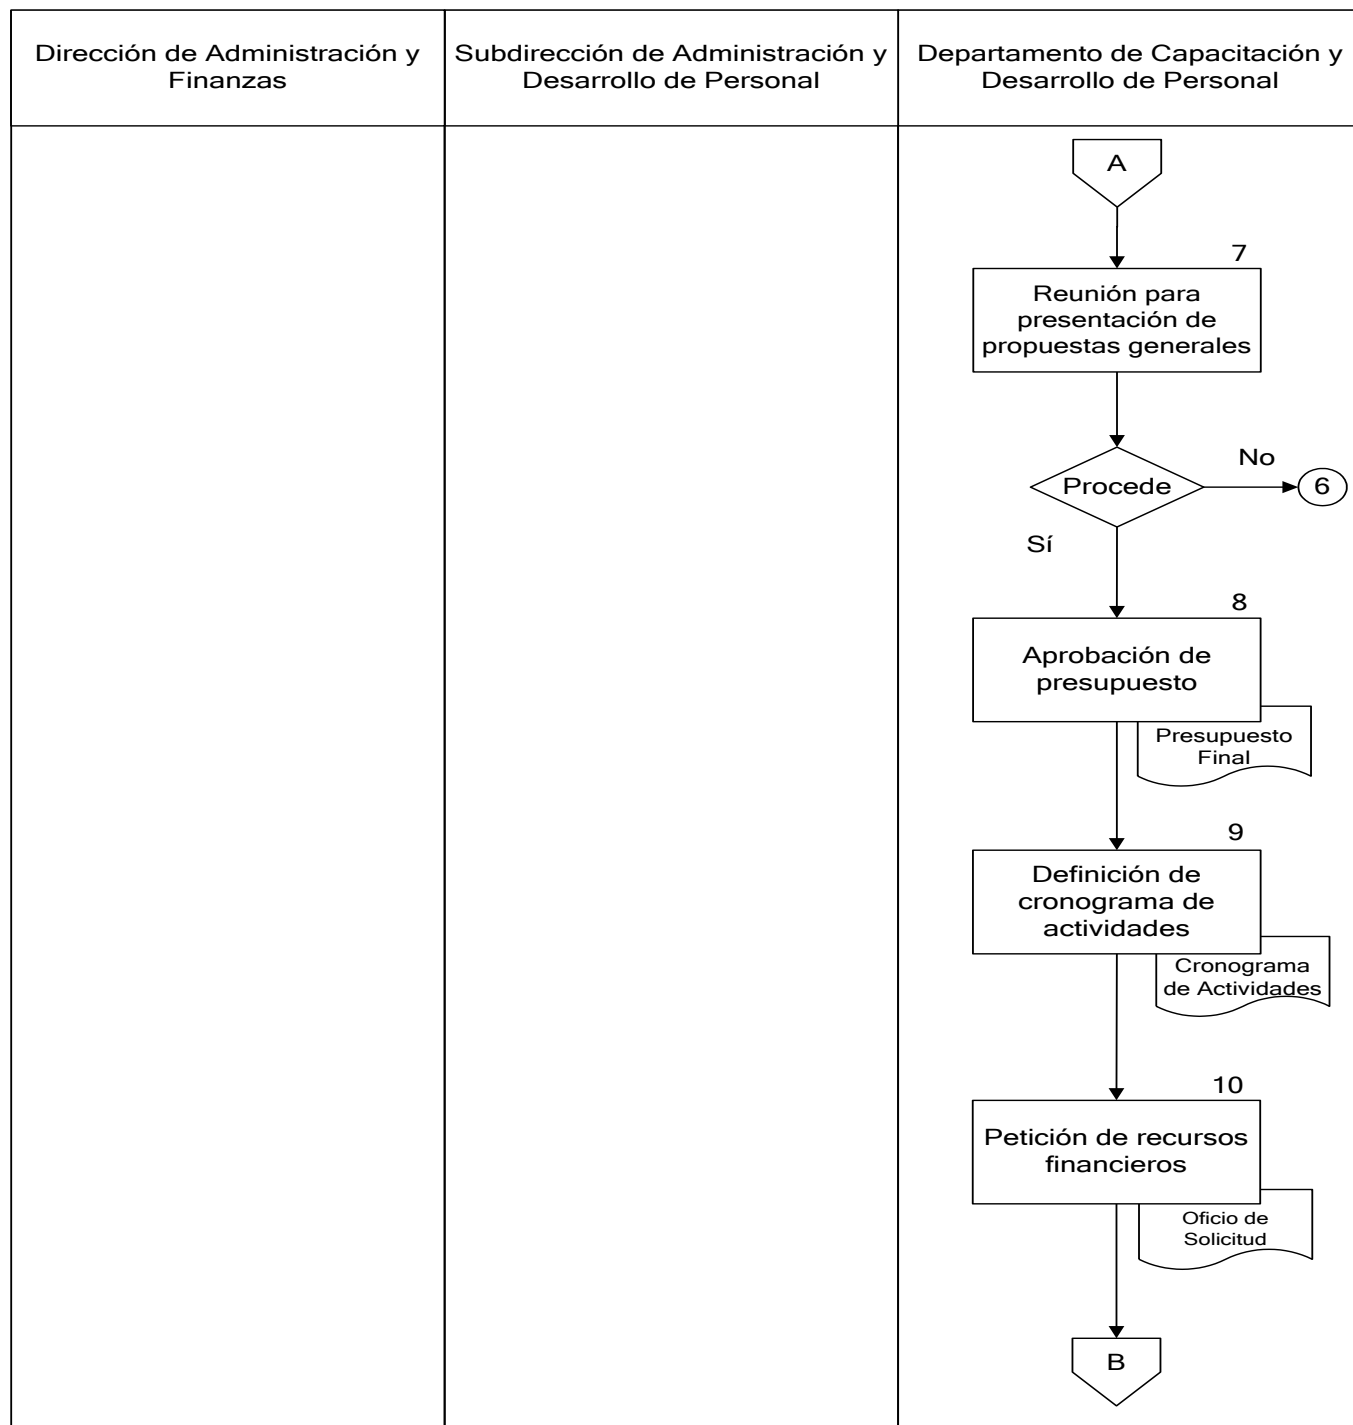 Dirección de Administración y
Finanzas
Subdirección de Administración y
Desarrollo de Personal
Departamento de Capacitación y
Desarrollo de Personal
A
7
Reunión para
presentación de
propuestas generales
Procede
No
6
Sí
8
Aprobación de
presupuesto
Presupuesto
Final
9
Definición de
cronograma de
actividades
Cronograma
de Actividades
10
Petición de recursos
financieros
Oficio de
Solicitud
B